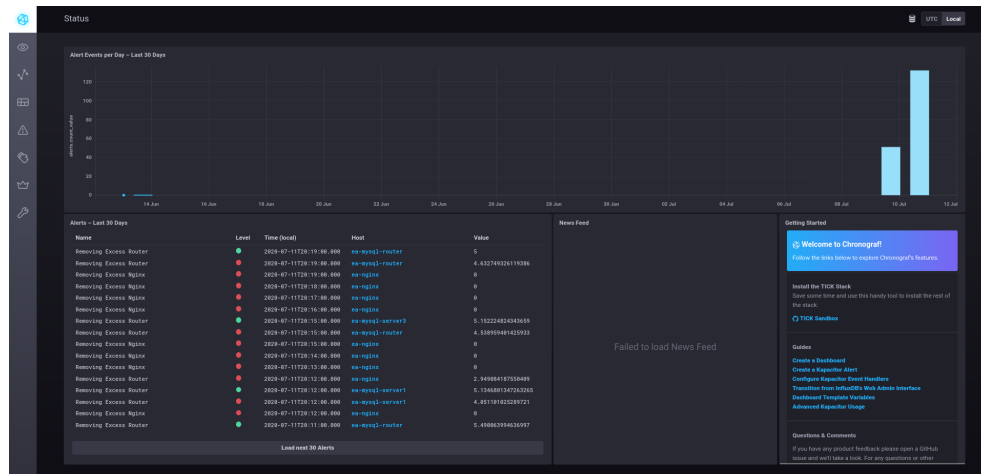 Status
UTC Local
Alert Events per Day – Last 30 Days
alerts.count_value
120
100
80
60
40
20
0
14 Jun 16 Jun 18 Jun 20 Jun 22 Jun 24 Jun 26 Jun 28 Jun 30 Jun 02 Jul 04 Jul 06 Jul 08 Jul 10 Jul 12 Jul
Alerts – Last 30 Days
Name Level Time (local) Host Value
Removing Excess Router 2020-07-11T20:19:00.000 ea-mysql-router 5
Removing Excess Router 2020-07-11T20:19:00.000 ea-mysql-router 4.632749326119386
Removing Excess Nginx 2020-07-11T20:19:00.000 ea-nginx 0
Removing Excess Nginx 2020-07-11T20:18:00.000 ea-nginx 0
Removing Excess Nginx 2020-07-11T20:17:00.000 ea-nginx 0
Removing Excess Nginx 2020-07-11T20:16:00.000 ea-nginx 0
Removing Excess Router 2020-07-11T20:15:00.000 5.152224824343659
Removing Excess Router 2020-07-11T20:15:00.000 ea-mysql-router 4.538959401425933
Removing Excess Nginx 2020-07-11T20:15:00.000 ea-nginx 0
Removing Excess Nginx 2020-07-11T20:14:00.000 ea-nginx 0
Removing Excess Nginx 2020-07-11T20:13:00.000 ea-nginx 0
Removing Excess Router 2020-07-11T20:12:00.000 ea-nginx 2.949084187550409
Removing Excess Router 2020-07-11T20:12:00.000 ea-mysql-server1 5.1346801347263265
Removing Excess Router 2020-07-11T20:12:00.000 ea-mysql-server1 4.851101025289721
Removing Excess Nginx 2020-07-11T20:12:00.000 ea-nginx 0
Removing Excess Router 2020-07-11T20:11:00.000 ea-mysql-router 5.490863994636997
Load next 30 Alerts
News Feed
Failed to load News Feed
Getting Started
Welcome to Chronograf!
Follow the links below to explore Chronograf's features.
Install the TICK Stack
Save some time and use this handy tool to install the rest of
the stack:
TICK Sandbox
Guides
Create a Dashboard
Create a Kapacitor Alert
Configure Kapacitor Event Handlers
Transition from InfluxDB's Web Admin Interface
Dashboard Template Variables
Advanced Kapacitor Usage
Questions & Comments
If you have any product feedback please open a GitHub
issue and we'll take a look. For any questions or other